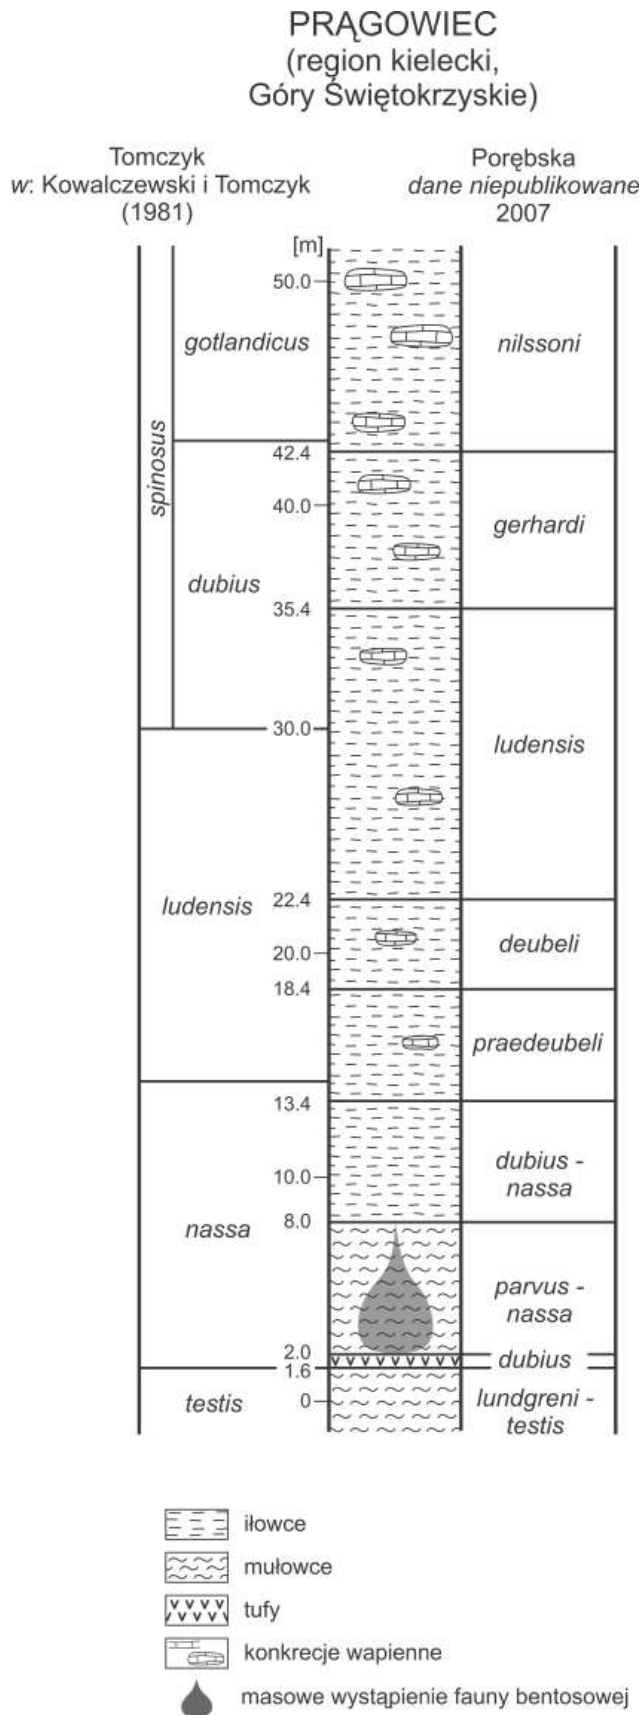 PRĄGOWIEC
(region kielecki,
Góry Świętokrzyskie)
Tomczyk
w: Kowalczewski i Tomczyk
(1981)
Porębska
dane niepublikowane
2007
[m]
50.0
gotlandicus
nilssoni
spinosus
42.4
40.0
gerhardi
dubius
35.4
30.0
ludensis
ludensis
22.4
deubeli
20.0
18.4
praedeubeli
13.4
dubius -
nassa
10.0
8.0
nassa
parvus -
nassa
2.0
dubius
1.6
testis
0
lundgreni -
testis
iłowce
mułowce
tufy
konkrecje wapienne
masowe wystąpienie fauny bentosowej